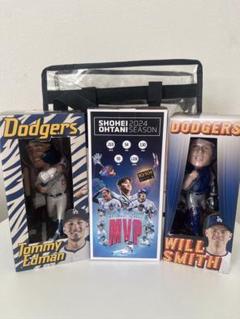 Dodgers
Tommy
Edman
SHOHEI 2024
OHTANI SEASON
MVP
DODGERS
WILL
SMITH